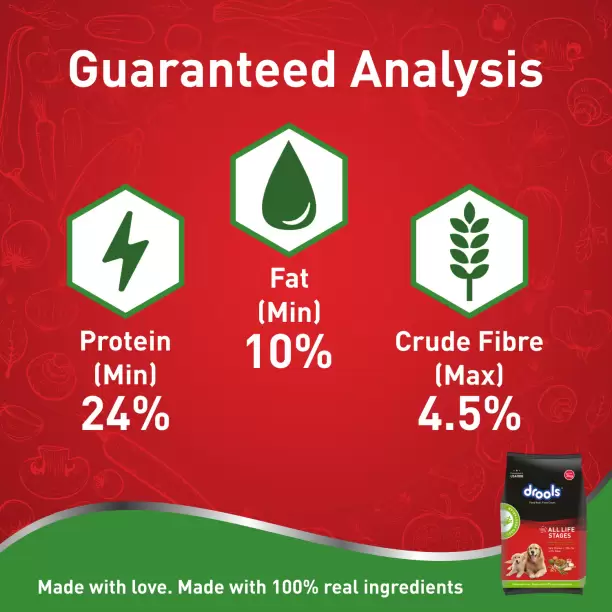 Guaranteed Analysis
Protein
(Min)
24%
Fat
(Min)
10%
Crude Fibre
(Max)
4.5%
drools
ALL LIFE
STAGES
Made with love. Made with 100% real ingredients